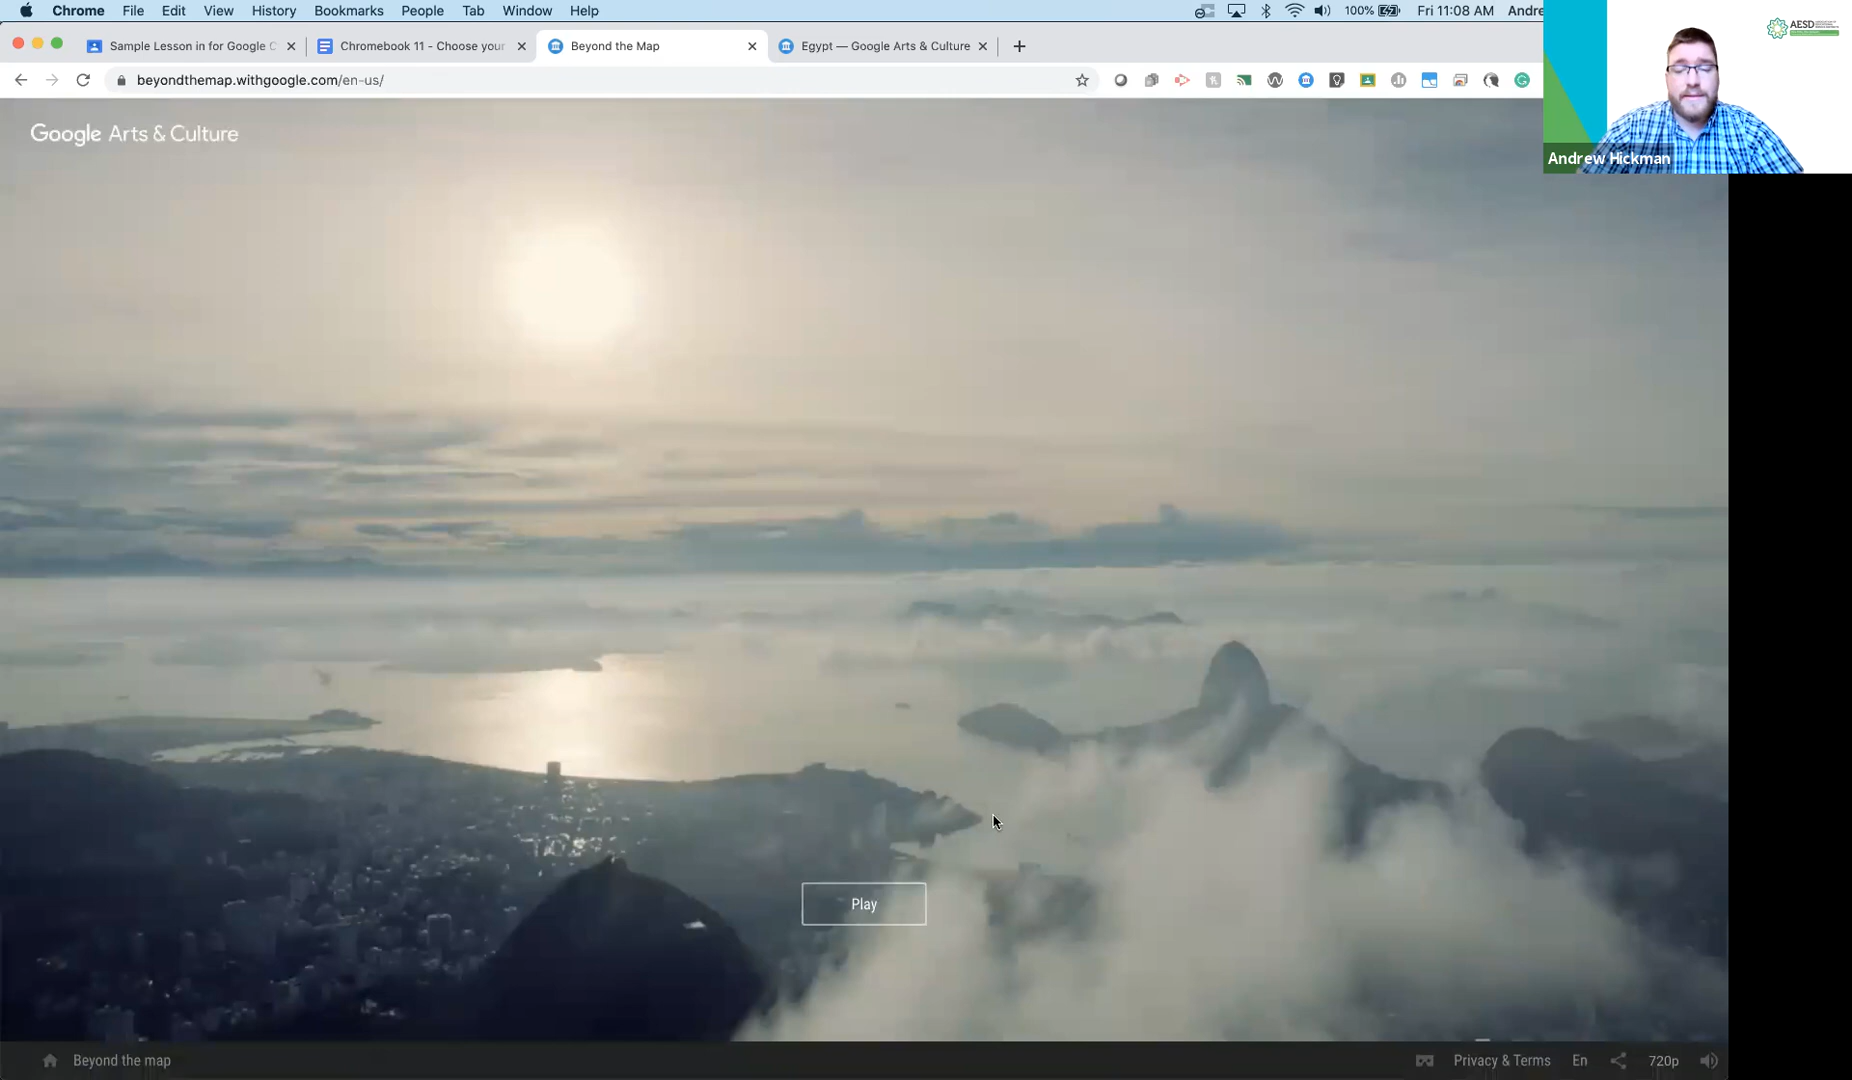 Chrome File Edit View History Bookmarks People Tab Window Help 100% Fri 11:08 AM Andre
Sample Lesson in for Google C Chromebook 11 - Choose your Beyond the Map Egypt — Google Arts & Culture
beyondthemap.withgoogle.com/en-us/
AESD
Andrew Hickman
Google Arts & Culture
Play
Beyond the map Privacy & Terms En 720p